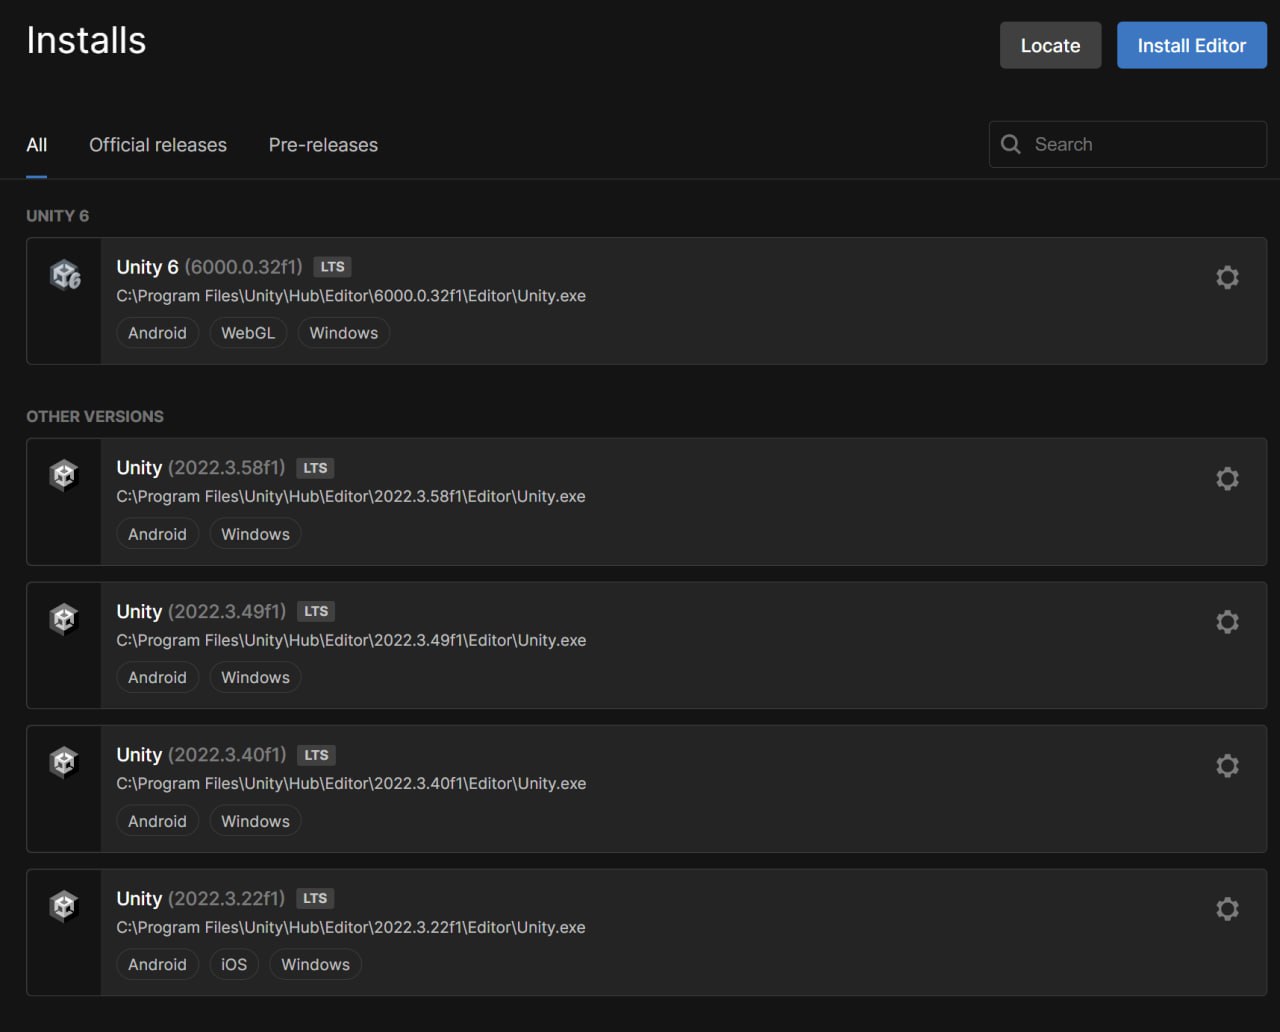 Installs
Locate
Install Editor
All
Official releases
Pre-releases
Search
UNITY 6
Unity 6 (6000.0.32f1) LTS
C:\Program Files\Unity\Hub\Editor\6000.0.32f1\Editor\Unity.exe
Android WebGL Windows
OTHER VERSIONS
Unity (2022.3.58f1) LTS
C:\Program Files\Unity\Hub\Editor\2022.3.58f1\Editor\Unity.exe
Android Windows
Unity (2022.3.49f1) LTS
C:\Program Files\Unity\Hub\Editor\2022.3.49f1\Editor\Unity.exe
Android Windows
Unity (2022.3.40f1) LTS
C:\Program Files\Unity\Hub\Editor\2022.3.40f1\Editor\Unity.exe
Android Windows
Unity (2022.3.22f1) LTS
C:\Program Files\Unity\Hub\Editor\2022.3.22f1\Editor\Unity.exe
Android iOS Windows